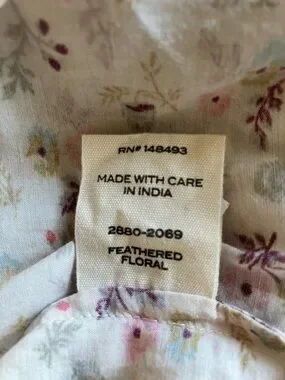 RN# 148493
MADE WITH CARE
IN INDIA
2880-2069
FEATHERED
FLORAL